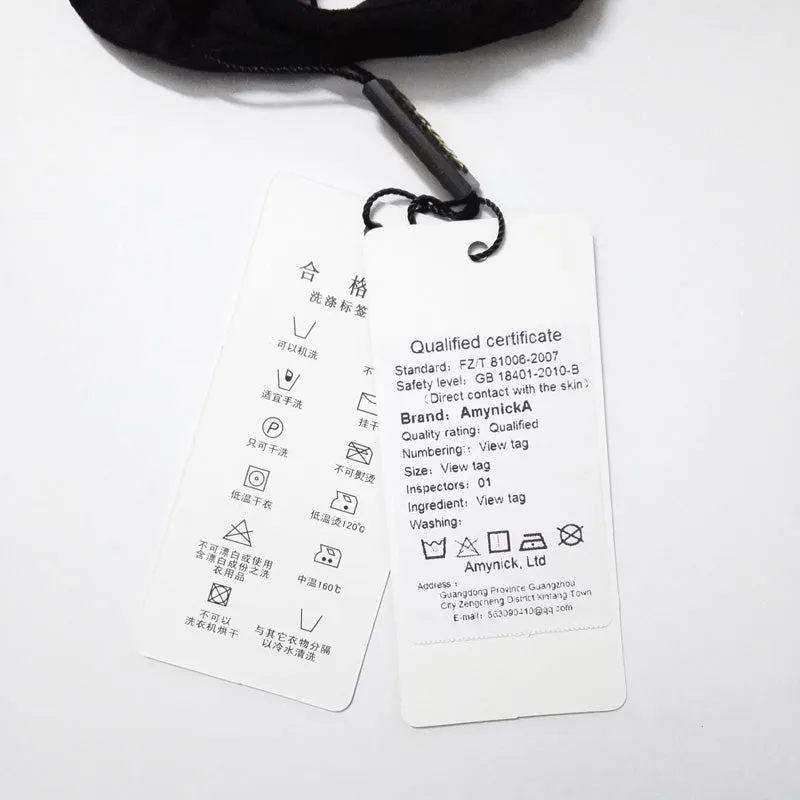 合 格
洗涤标签
可以机洗
适宜手洗
挂干
P
只可干洗
不可熨烫
低温干衣
低温烫120℃
不可漂白或使用
含漂白成份之洗
衣用品
中温160℃
不可以
洗衣机烘干
与其它衣物分隔
以冷水清洗
Qualified certificate
Standard: FZ/T 81006-2007
Safety level: GB 18401-2010-B
(Direct contact with the skin)
Brand: AmynickA
Quality rating: Qualified
Numbering:: View tag
Size: View tag
Inspectors: 01
Ingredient: View tag
Washing:
Amynick, Ltd
Address :
Guangdong Province Guangzhou
City Zengcheng District Xintang Town
E-mail: 563090410@qq.com